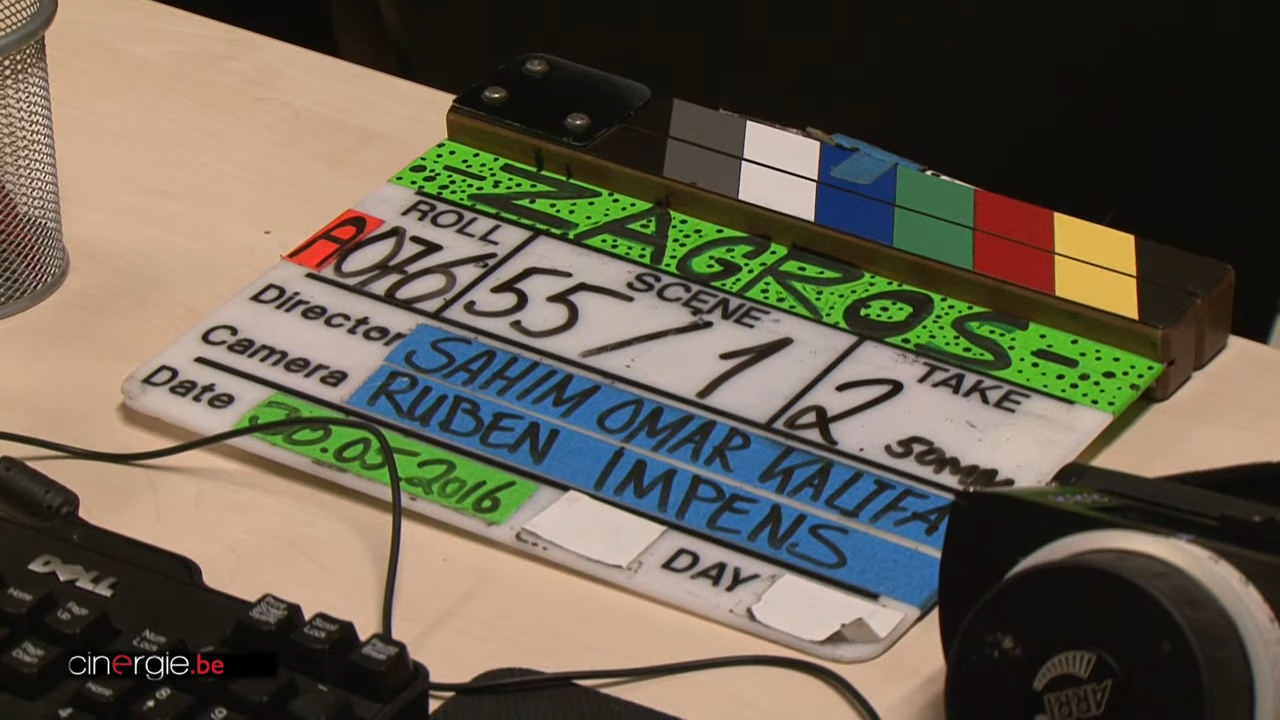 -ZAGROS-
ROLL SCENE TAKE
A076 55/1 2 50MM
Director SAHIM OMAR KALIFA
Camera RUBEN IMPENS
Date 30.05.2016
DAY
DELL
Home
ARRI
cinergie.be